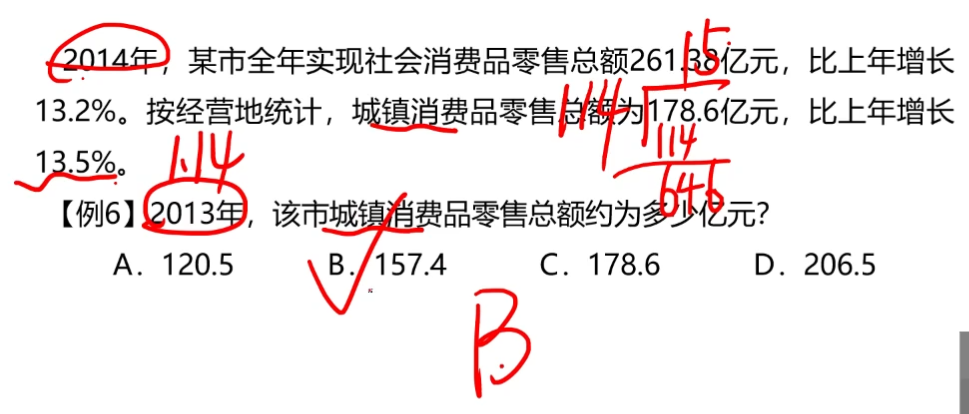 2014年，某市全年实现社会消费品零售总额261.38亿元，比上年增长
13.2%。按经营地统计，城镇消费品零售总额为178.6亿元，比上年增长
13.5%。
【例6】2013年，该市城镇消费品零售总额约为多少亿元？
A．120.5 B．157.4 C．178.6 D．206.5
15
114
114
646
1.14
B